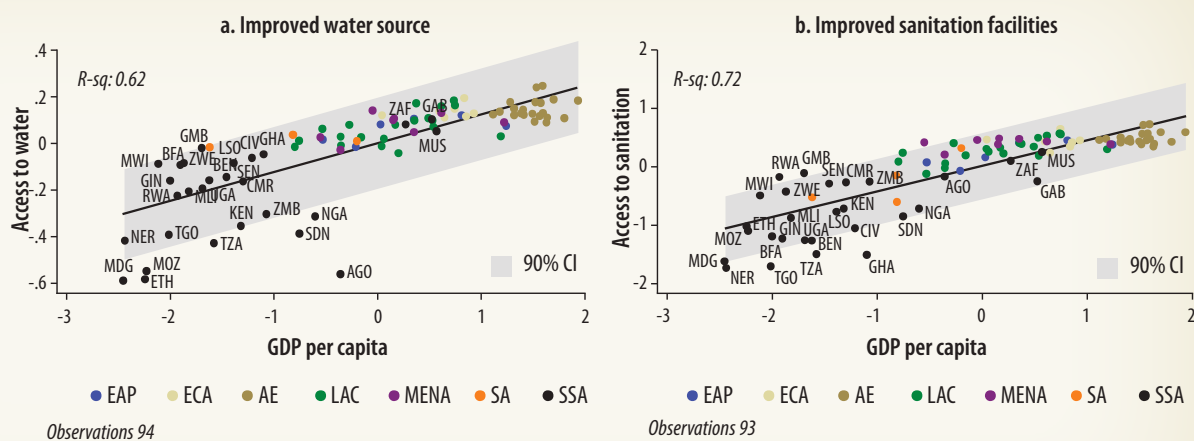 a. Improved water source
.4
.2
0
-.2
-.4
-.6
Access to water
R-sq: 0.62
ZAF
GAB
MUS
GMB
LSO
CIV
GHA
MWI
BFA
ZWE
BEN
SEN
GIN
RWA
MLI
UGA
CMR
KEN
ZMB
NGA
NER
TGO
TZA
SDN
MDG
MOZ
ETH
AGO
90% CI
-3
-2
-1
0
1
2
GDP per capita
EAP
ECA
AE
LAC
MENA
SA
SSA
Observations 94
b. Improved sanitation facilities
2
1
0
-1
-2
Access to sanitation
R-sq: 0.72
RWA
GMB
SEN
CMR
ZMB
MUS
MWI
ZWE
AGO
ZAF
GAB
KEN
NGA
ETH
MLI
LSO
MOZ
GIN
UGA
CIV
SDN
BFA
BEN
MDG
NER
TGO
TZA
GHA
90% CI
-3
-2
-1
0
1
2
GDP per capita
EAP
ECA
AE
LAC
MENA
SA
SSA
Observations 93